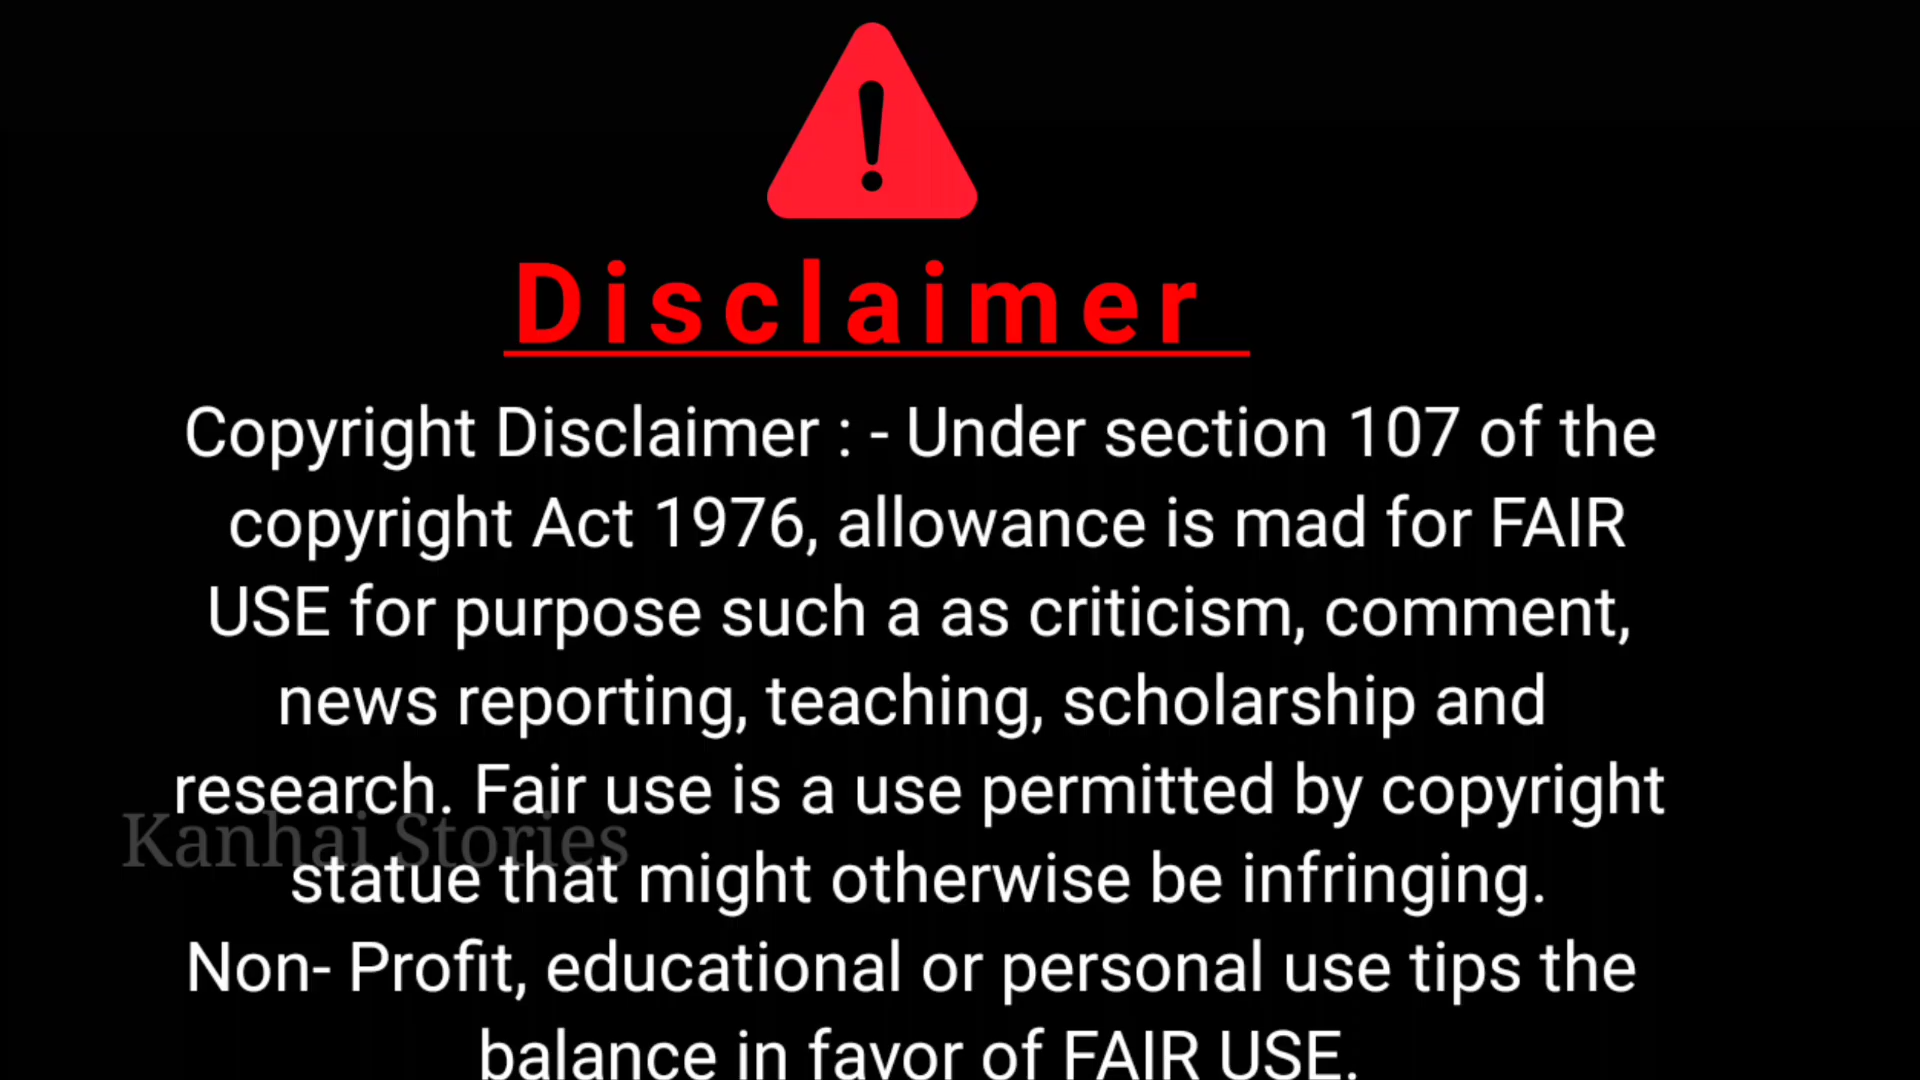 Disclaimer
Copyright Disclaimer : - Under section 107 of the
copyright Act 1976, allowance is mad for FAIR
USE for purpose such a as criticism, comment,
news reporting, teaching, scholarship and
research. Fair use is a use permitted by copyright
Kanhai Stories
statue that might otherwise be infringing.
Non- Profit, educational or personal use tips the
balance in favor of FAIR USE.